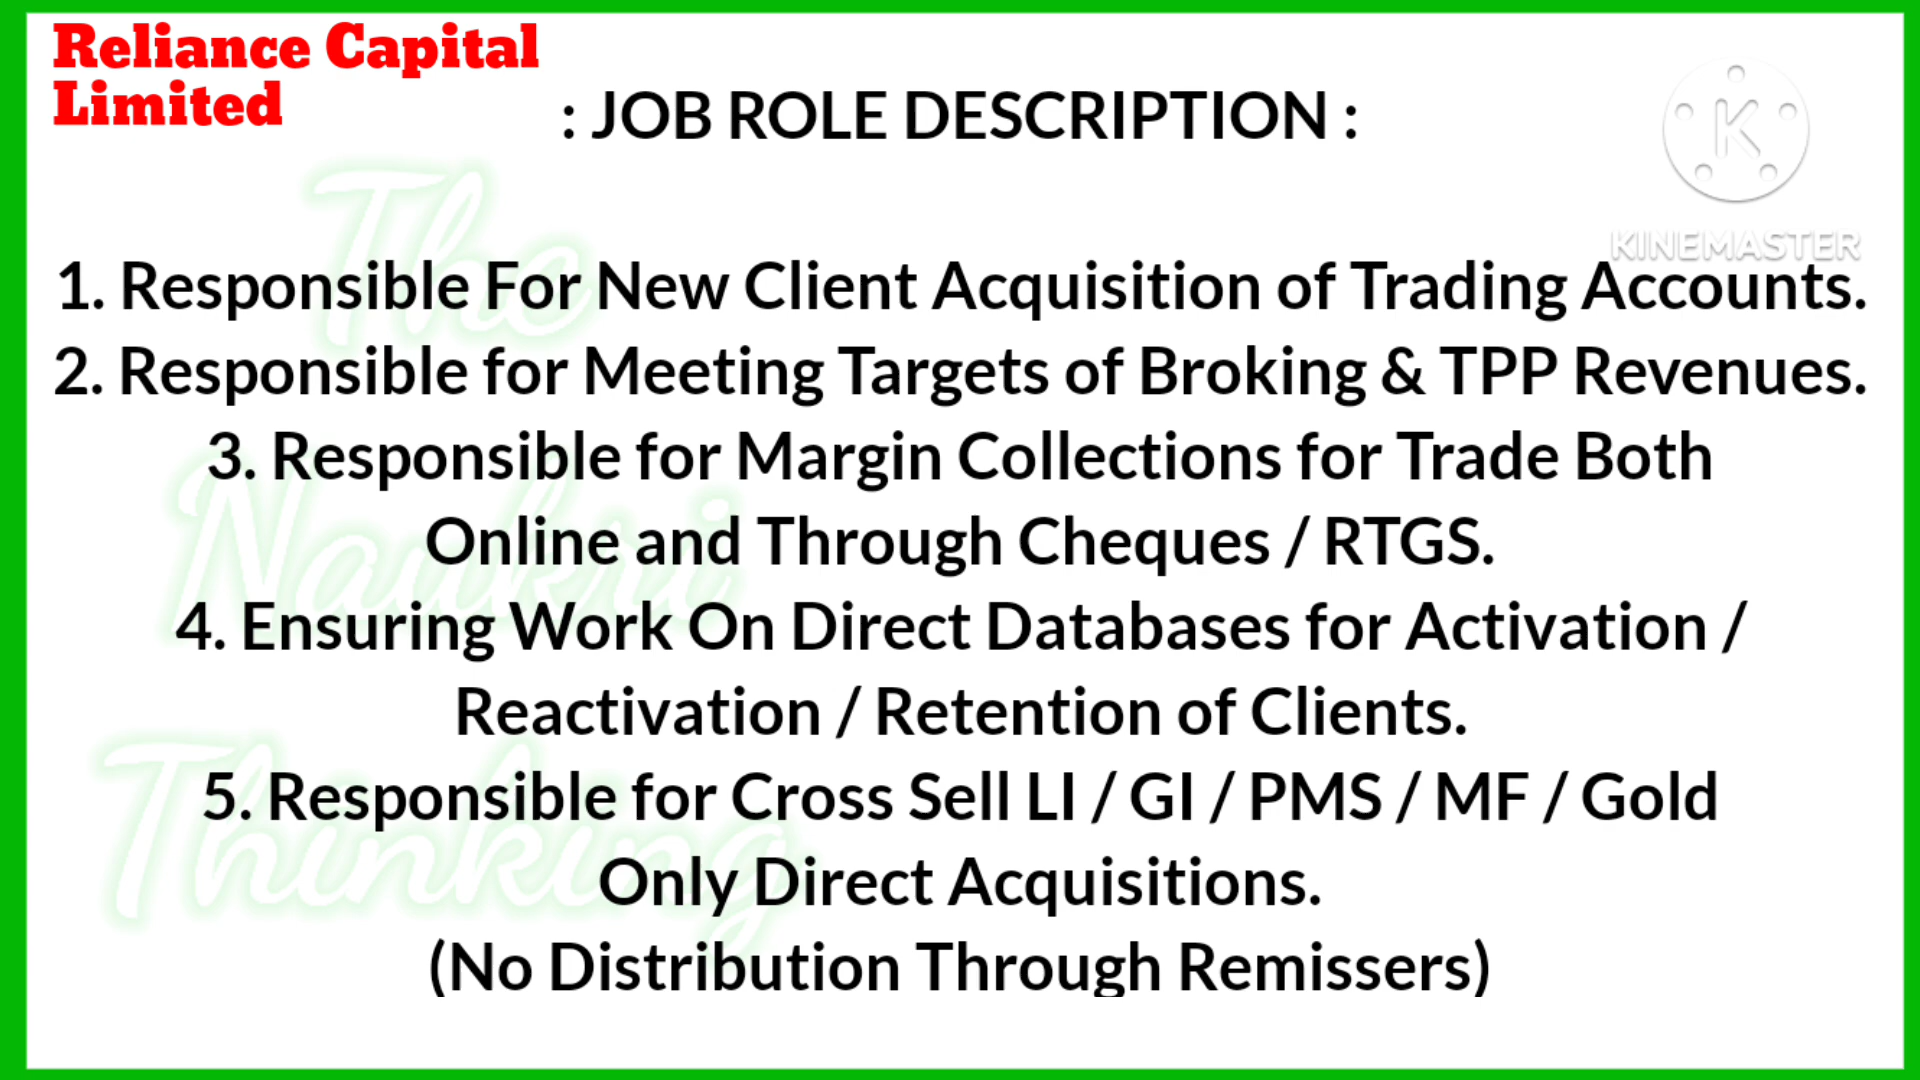 Reliance Capital
Limited
: JOB ROLE DESCRIPTION :
KINEMASTER
1. Responsible For New Client Acquisition of Trading Accounts.
2. Responsible for Meeting Targets of Broking & TPP Revenues.
3. Responsible for Margin Collections for Trade Both
Online and Through Cheques / RTGS.
4. Ensuring Work On Direct Databases for Activation /
Reactivation / Retention of Clients.
5. Responsible for Cross Sell LI / GI / PMS / MF / Gold
Only Direct Acquisitions.
(No Distribution Through Remissers)
The
Naukri
Thinking
K